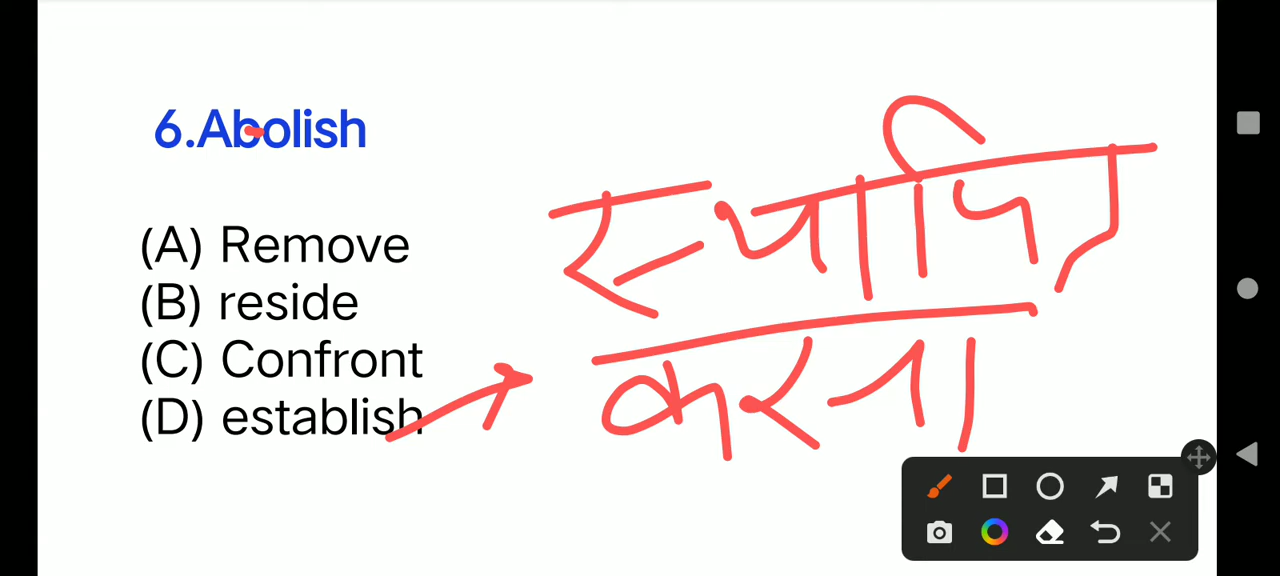 6.Abolish
(A) Remove
(B) reside
(C) Confront
(D) establish
स्थापित
करना